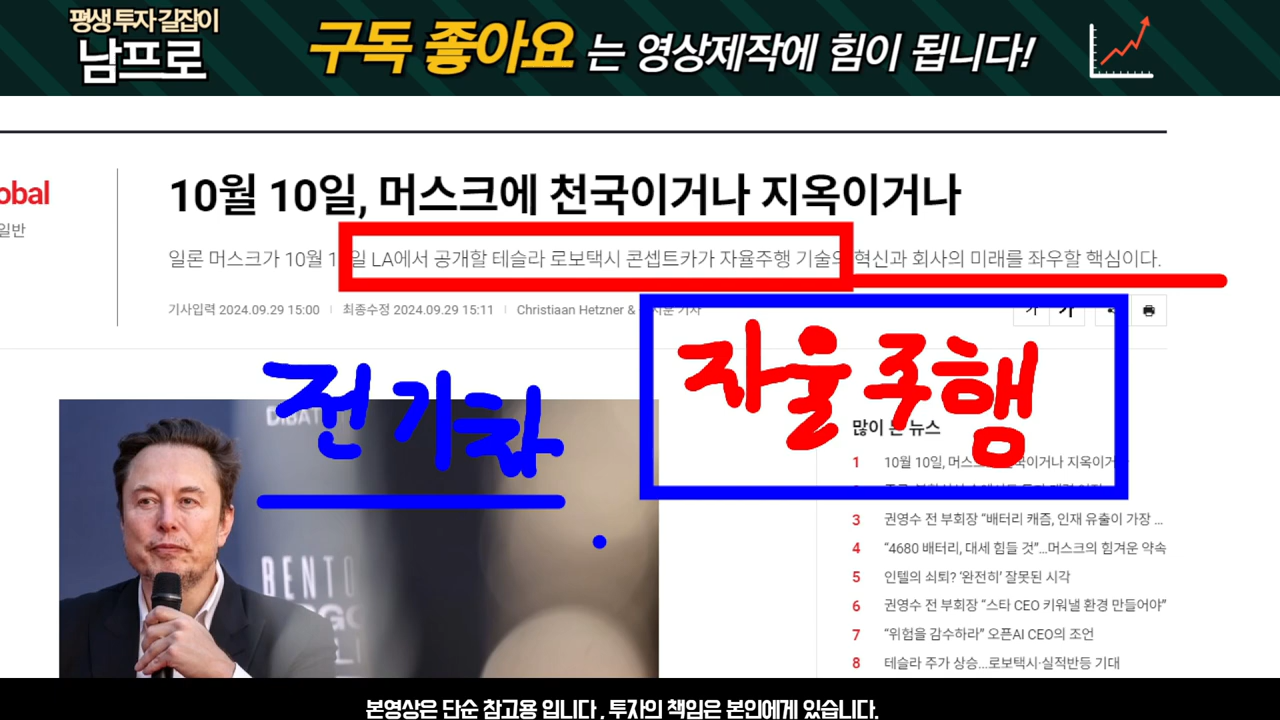 평생 투자 길잡이
남프로
구독 좋아요 는 영상제작에 힘이 됩니다!
obal
일반
10월 10일, 머스크에 천국이거나 지옥이거나
일론 머스크가 10월 1 일 LA에서 공개할 테슬라 로보택시 콘셉트카가 자율주행 기술의 혁신과 회사의 미래를 좌우할 핵심이다.
기사입력 2024.09.29 15:00 최종수정 2024.09.29 15:11 Christiaan Hetzner & 기자
가 가
전기차
자율주행
BENTO
많이 본 뉴스
1 10월 10일, 머스 국이거나 지옥이거
3 권영수 전 부회장 “배터리 캐즘, 인재 유출이 가장 ...
4 “4680 배터리, 대세 힘들 것”...머스크의 힘겨운 약속
5 인텔의 쇠퇴? ‘완전히’ 잘못된 시각
6 권영수 전 부회장 “스타 CEO 키워낼 환경 만들어야”
7 “위험을 감수하라” 오픈AI CEO의 조언
8 테슬라 주가 상승...로보택시·실적반등 기대
본영상은 단순 참고용 입니다 , 투자의 책임은 본인에게 있습니다.